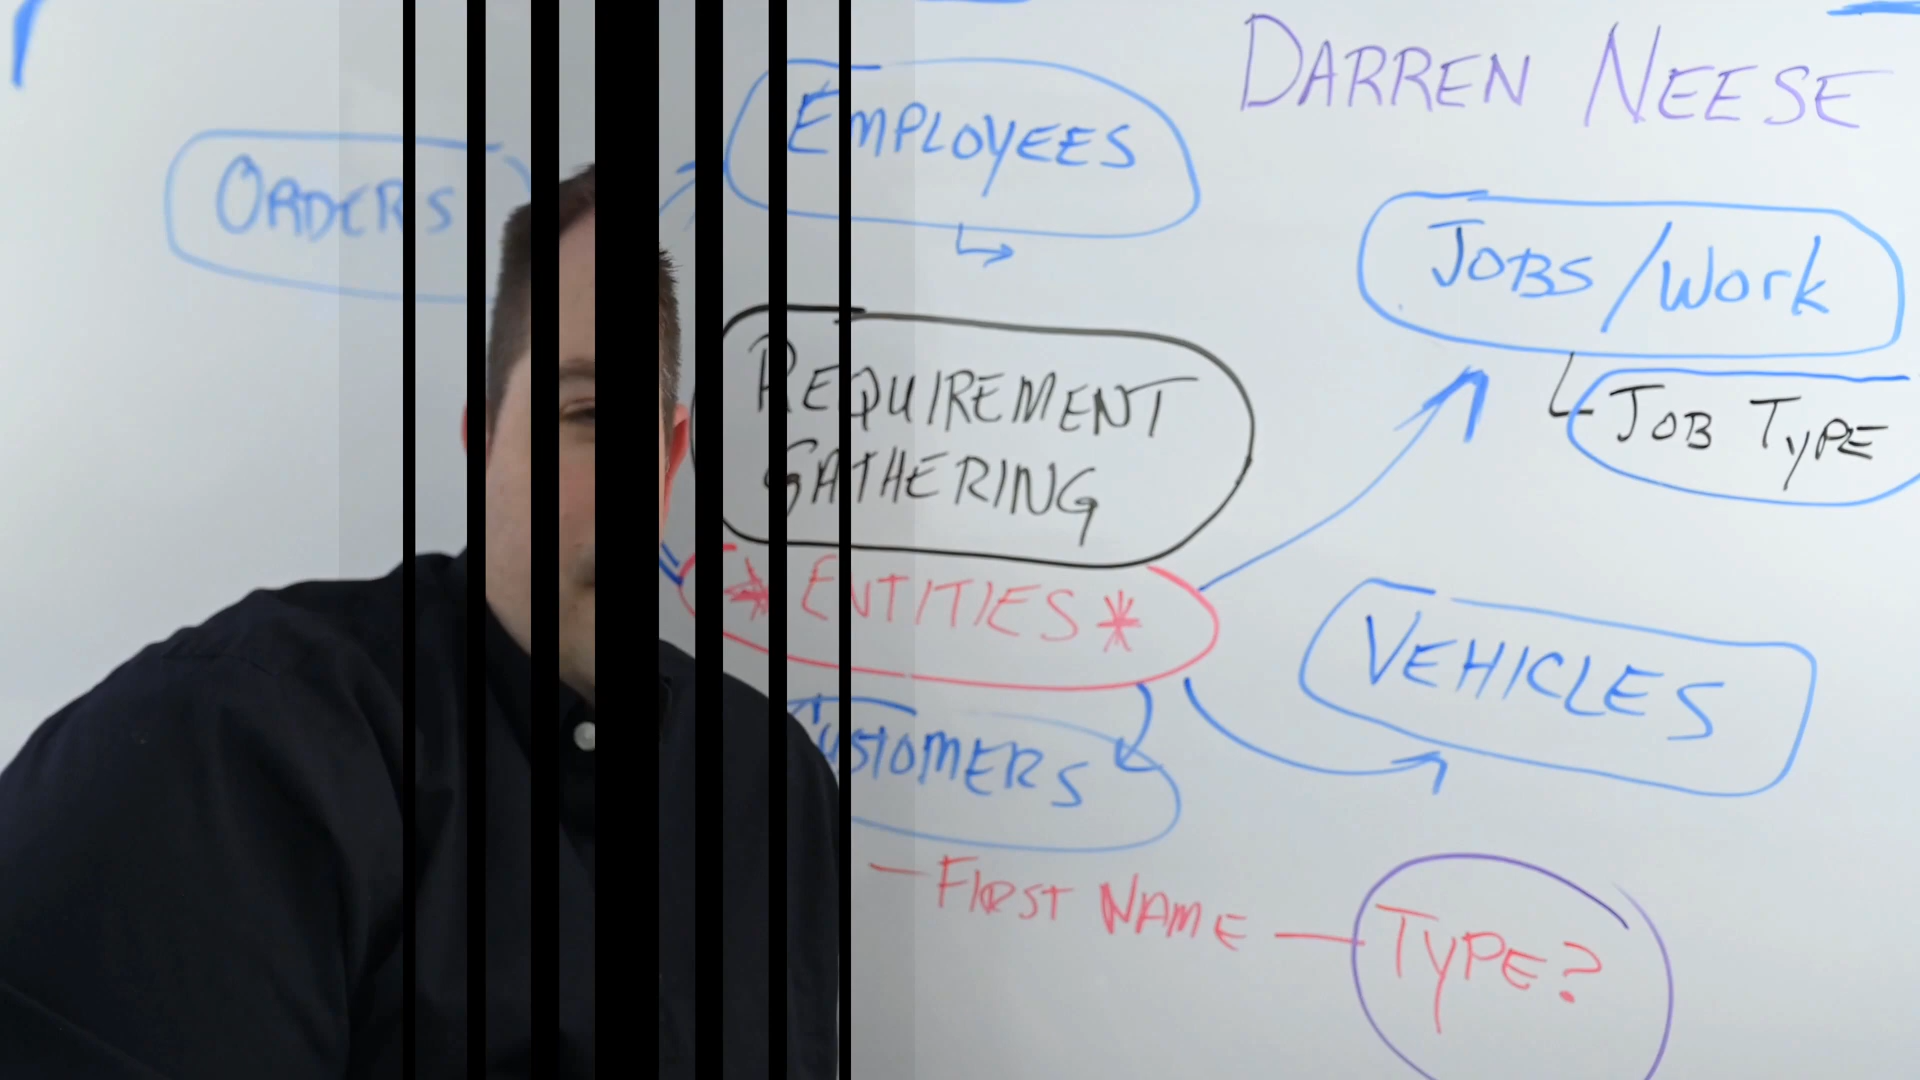 DARREN NEESE
EMPLOYEES
ORDERS
JOBS/WORK
JOB TYPE
REQUIREMENT
GATHERING
* ENTITIES *
VEHICLES
CUSTOMERS
— FIRST NAME — TYPE?